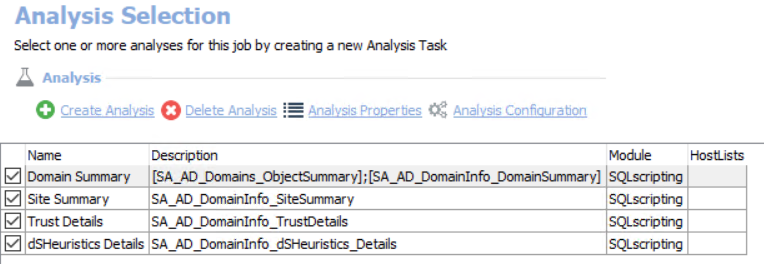 Analysis Selection
Select one or more analyses for this job by creating a new Analysis Task
Analysis
Create Analysis Delete Analysis Analysis Properties Analysis Configuration
Name Description Module HostLists
Domain Summary [SA_AD_Domains_ObjectSummary];[SA_AD_DomainInfo_DomainSummary] SQLscripting
Site Summary SA_AD_DomainInfo_SiteSummary SQLscripting
Trust Details SA_AD_DomainInfo_TrustDetails SQLscripting
dSHeuristics Details SA_AD_DomainInfo_dSHeuristics_Details SQLscripting